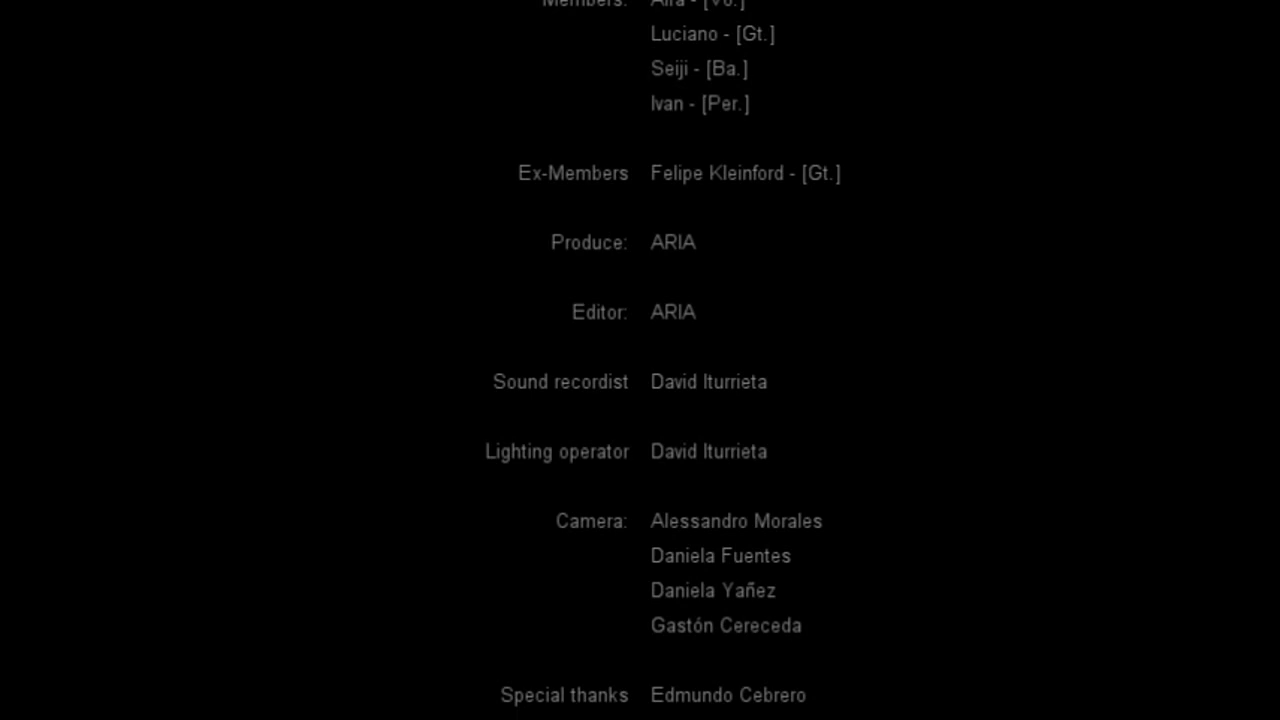 Members:
Luciano - [Gt.]
Seiji - [Ba.]
Ivan - [Per.]
Ex-Members Felipe Kleinford - [Gt.]
Produce: ARIA
Editor: ARIA
Sound recordist David Iturrieta
Lighting operator David Iturrieta
Camera: Alessandro Morales
Daniela Fuentes
Daniela Yañez
Gastón Cereceda
Special thanks Edmundo Cebrero